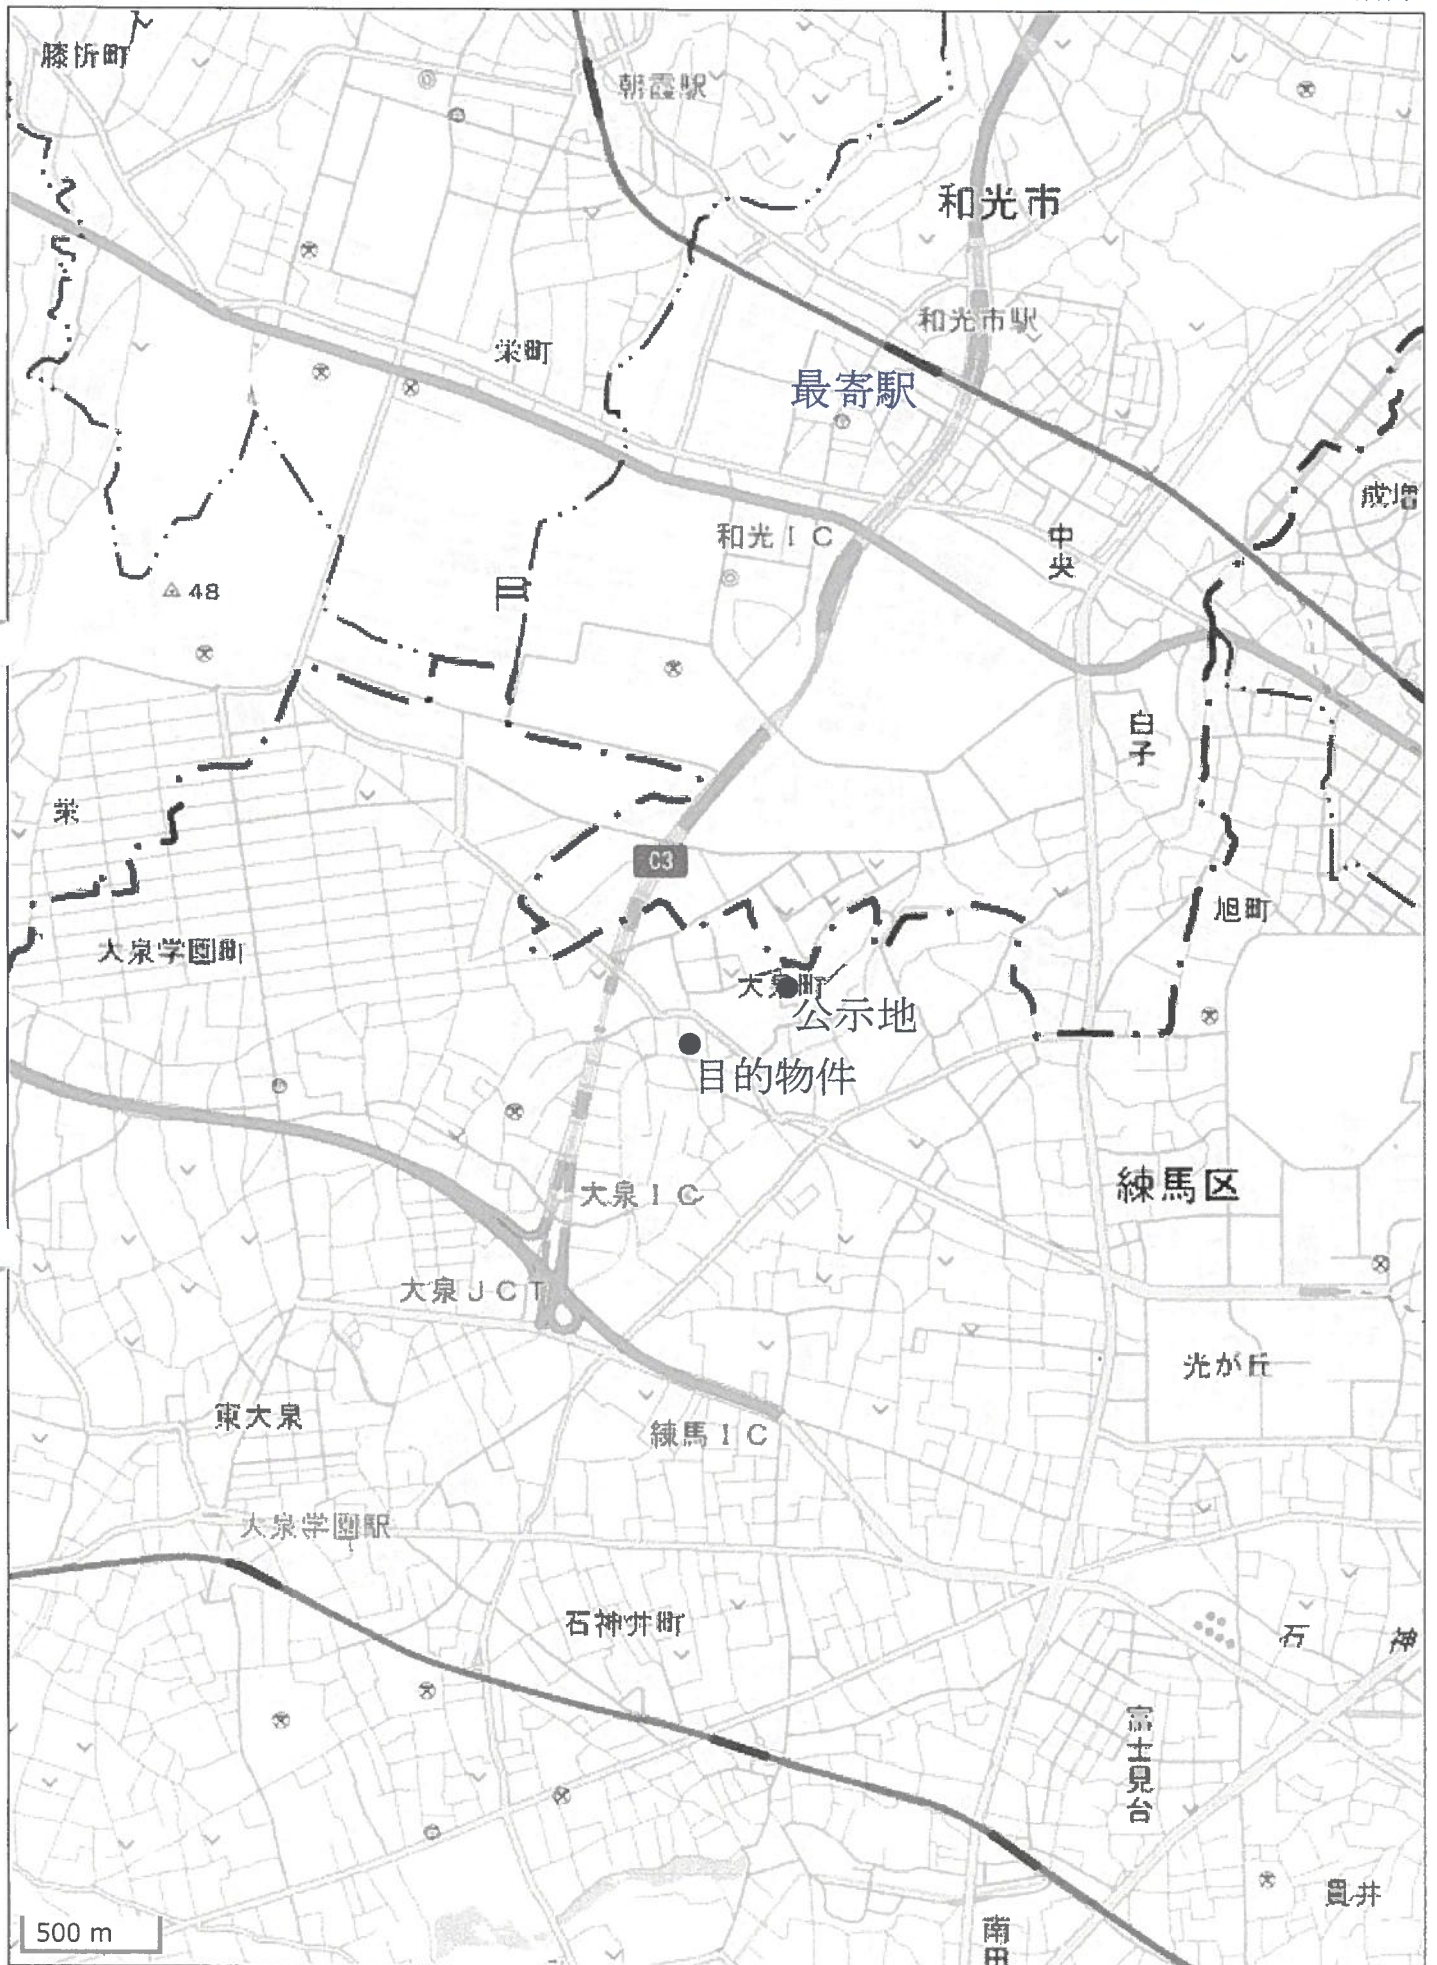 膝折町
朝霞駅
和光市
和光市駅
栄町
最寄駅
成増
和光IC
中央
48
白子
栄
C3
旭町
大泉学園町
大泉町
公示地
目的物件
練馬区
大泉IC
大泉JCT
光が丘
東大泉
練馬IC
大泉学園駅
石神井町
石神
富士見台
貫井
500 m
南田